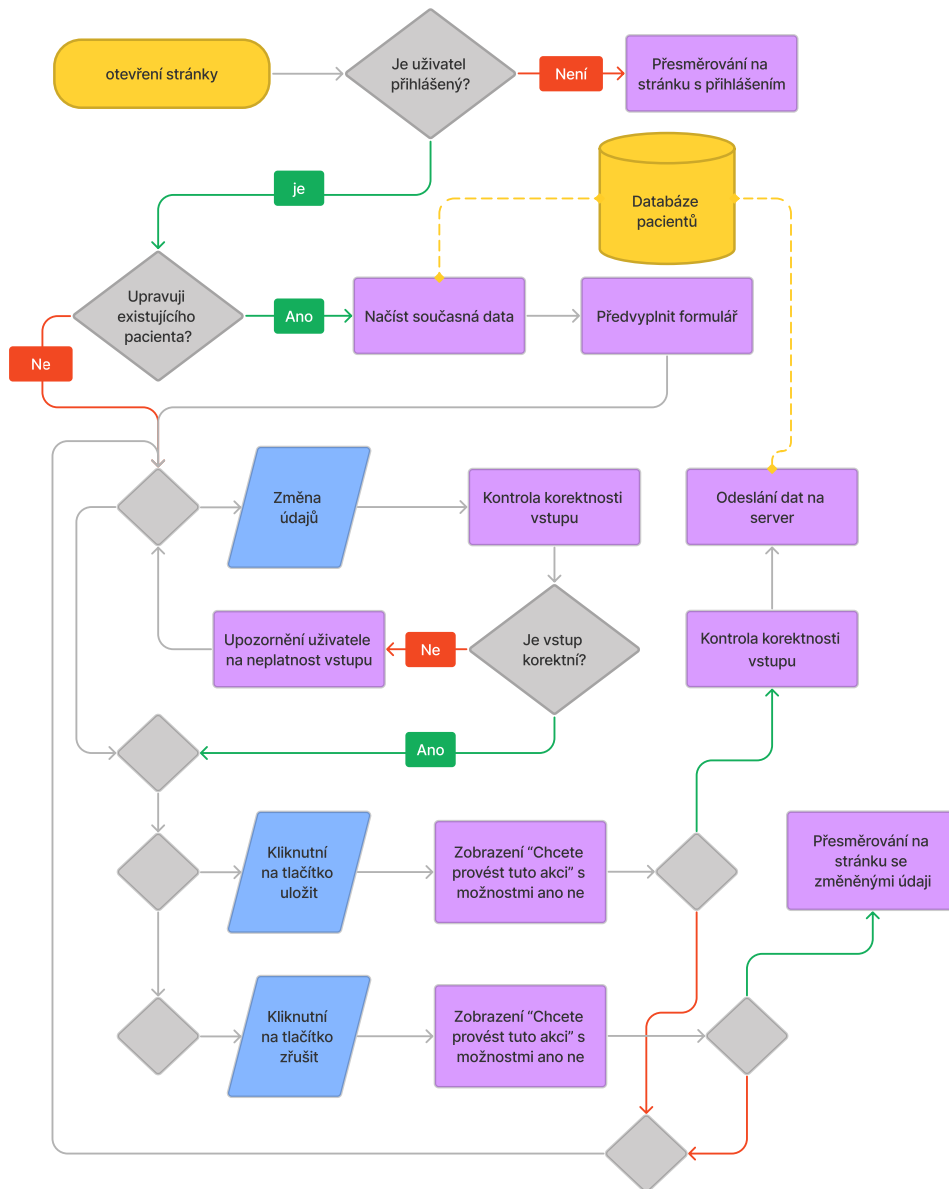 otevření stránky
Je uživatel
přihlášený?
Není
Přesměrování na
stránku s přihlášením
je
Databáze
pacientů
Upravuji
existujícího
pacienta?
Ano
Načíst současná data
Předvyplnit formulář
Ne
Změna
údajů
Kontrola korektnosti
vstupu
Odeslání dat na
server
Upozornění uživatele
na neplatnost vstupu
Ne
Je vstup
korektní?
Kontrola korektnosti
vstupu
Ano
Kliknutní
na tlačítko
uložit
Zobrazení “Chcete
provést tuto akci” s
možnostmi ano ne
Přesměrování na
stránku se
změněnými údaji
Kliknutní
na tlačítko
zřušit
Zobrazení “Chcete
provést tuto akci” s
možnostmi ano ne